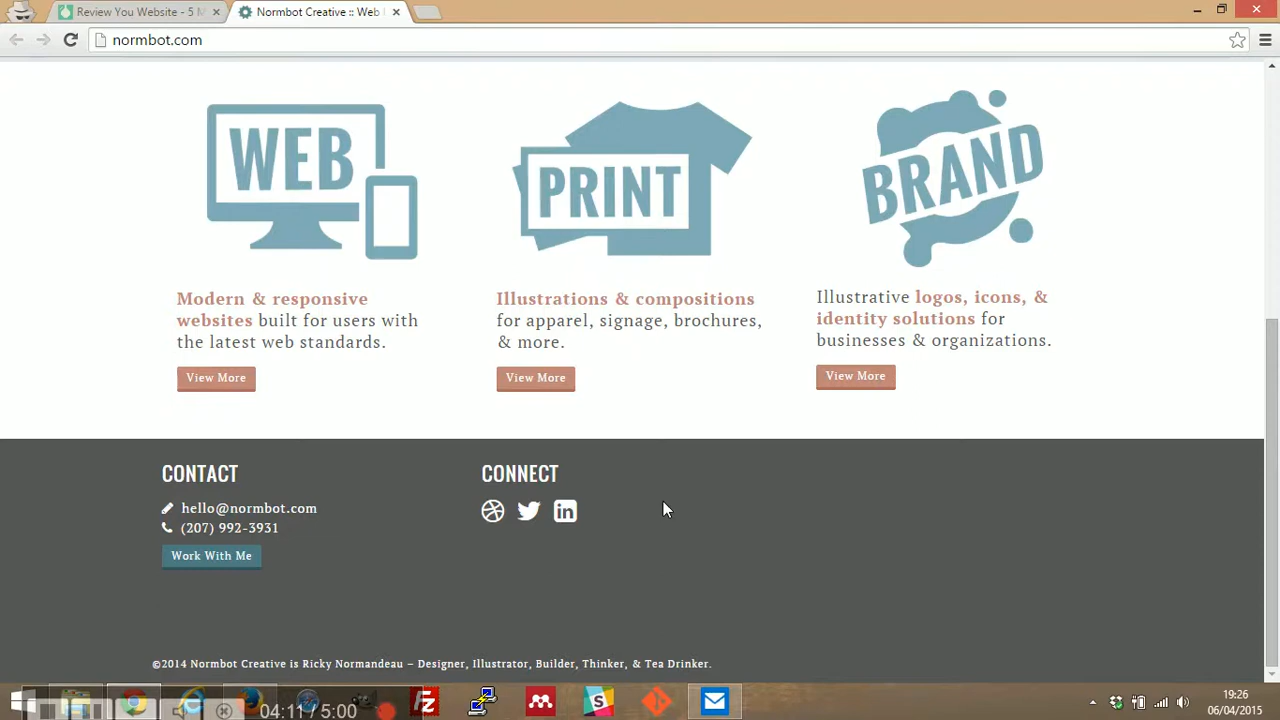 Review You Website - 5 M
Normbot Creative :: Web
normbot.com
WEB
PRINT
BRAND
Modern & responsive
websites built for users with
the latest web standards.
View More
Illustrations & compositions
for apparel, signage, brochures,
& more.
View More
Illustrative logos, icons, &
identity solutions for
businesses & organizations.
View More
CONTACT
hello@normbot.com
(207) 992-3931
Work With Me
CONNECT
in
©2014 Normbot Creative is Ricky Normandeau – Designer, Illustrator, Builder, Thinker, & Tea Drinker.
04:11 / 5:00
19:26
06/04/2015